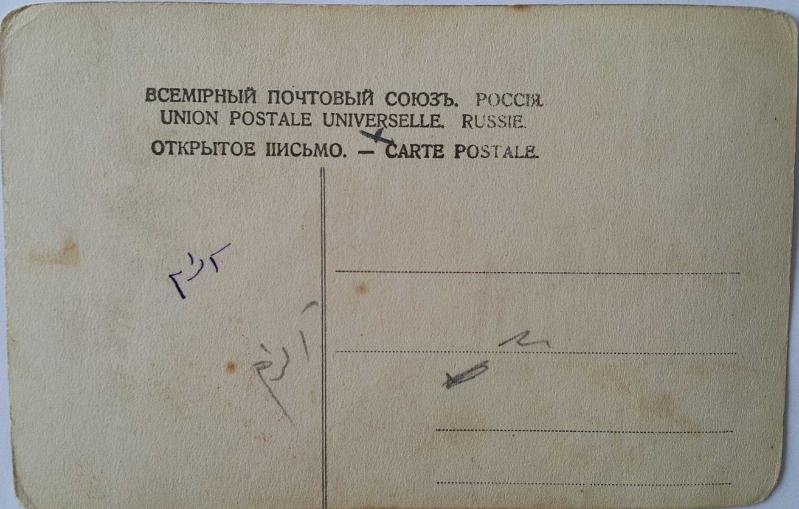 ВСЕМІРНЫЙ ПОЧТОВЫЙ СОЮЗЪ. РОССІЯ.
UNION POSTALE UNIVERSELLE. RUSSIE.
ОТКРЫТОЕ ПИСЬМО. — CARTE POSTALE.